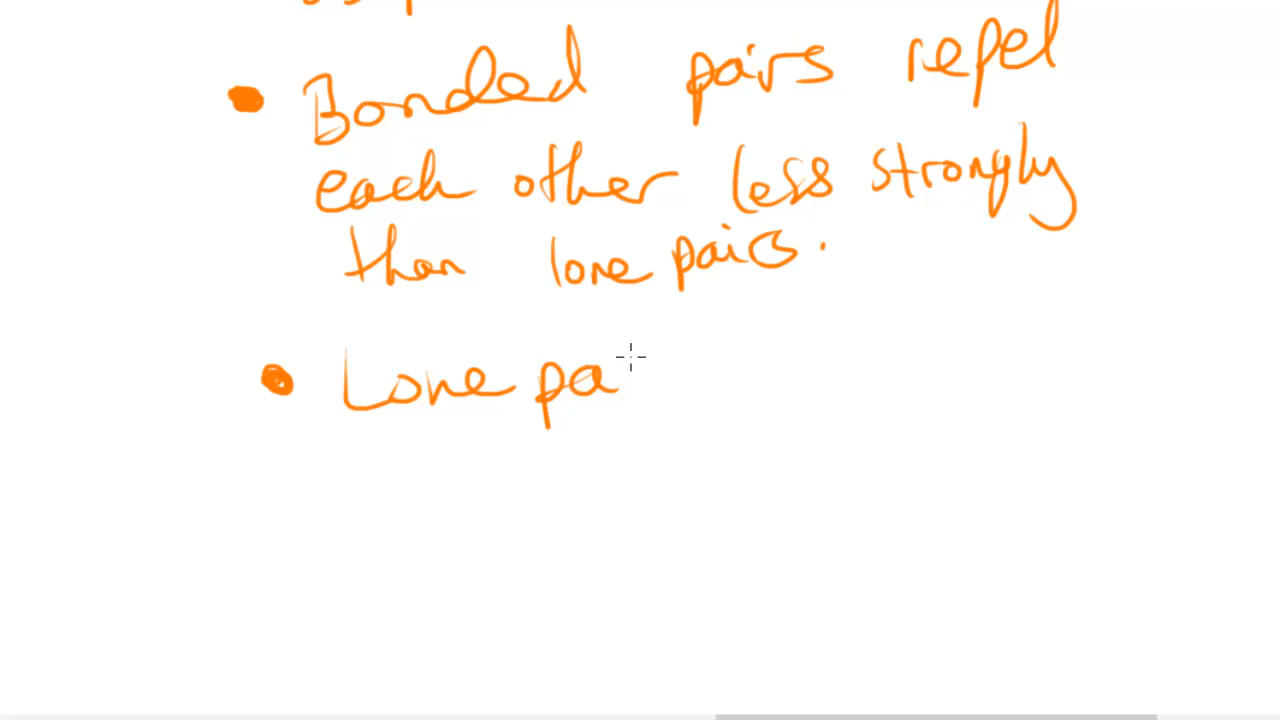 • Bonded pairs repel
each other less strongly
than lone pairs.
• Lone pa